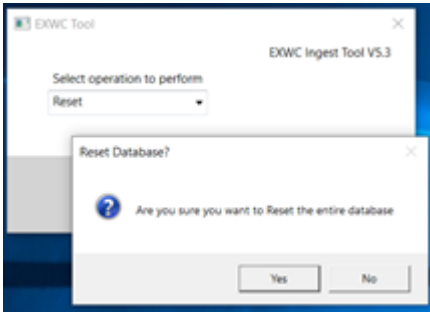 EXWC Tool
EXWC Ingest Tool V5.3
Select operation to perform
Reset
Reset Database?
Are you sure you want to Reset the entire database
Yes
No